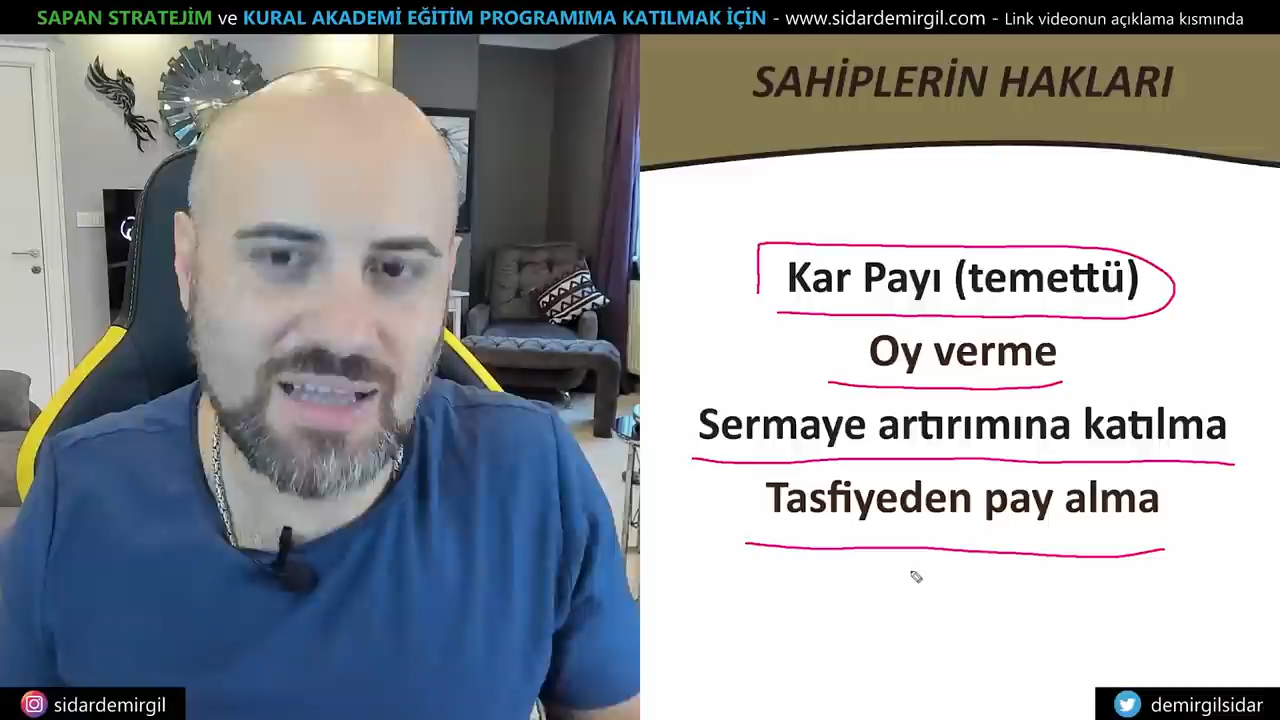 SAPAN STRATEJİM ve KURAL AKADEMİ EĞİTİM PROGRAMIMA KATILMAK İÇİN - www.sidardemirgil.com - Link videonun açıklama kısmında
SAHİPLERİN HAKLARI
Kar Payı (temettü)
Oy verme
Sermaye artırımına katılma
Tasfiyeden pay alma
sidardemirgil
demirgilsidar